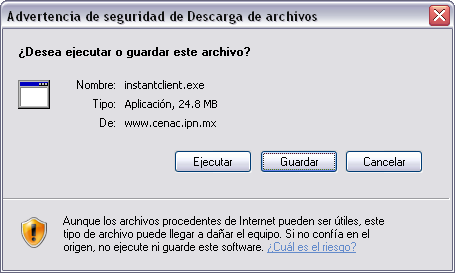 Advertencia de seguridad de Descarga de archivos
¿Desea ejecutar o guardar este archivo?
Nombre: instantclient.exe
Tipo: Aplicación, 24.8 MB
De: www.cenac.ipn.mx
Ejecutar Guardar Cancelar
Aunque los archivos procedentes de Internet pueden ser útiles, este
tipo de archivo puede llegar a dañar el equipo. Si no confía en el
origen, no ejecute ni guarde este software. ¿Cuál es el riesgo?